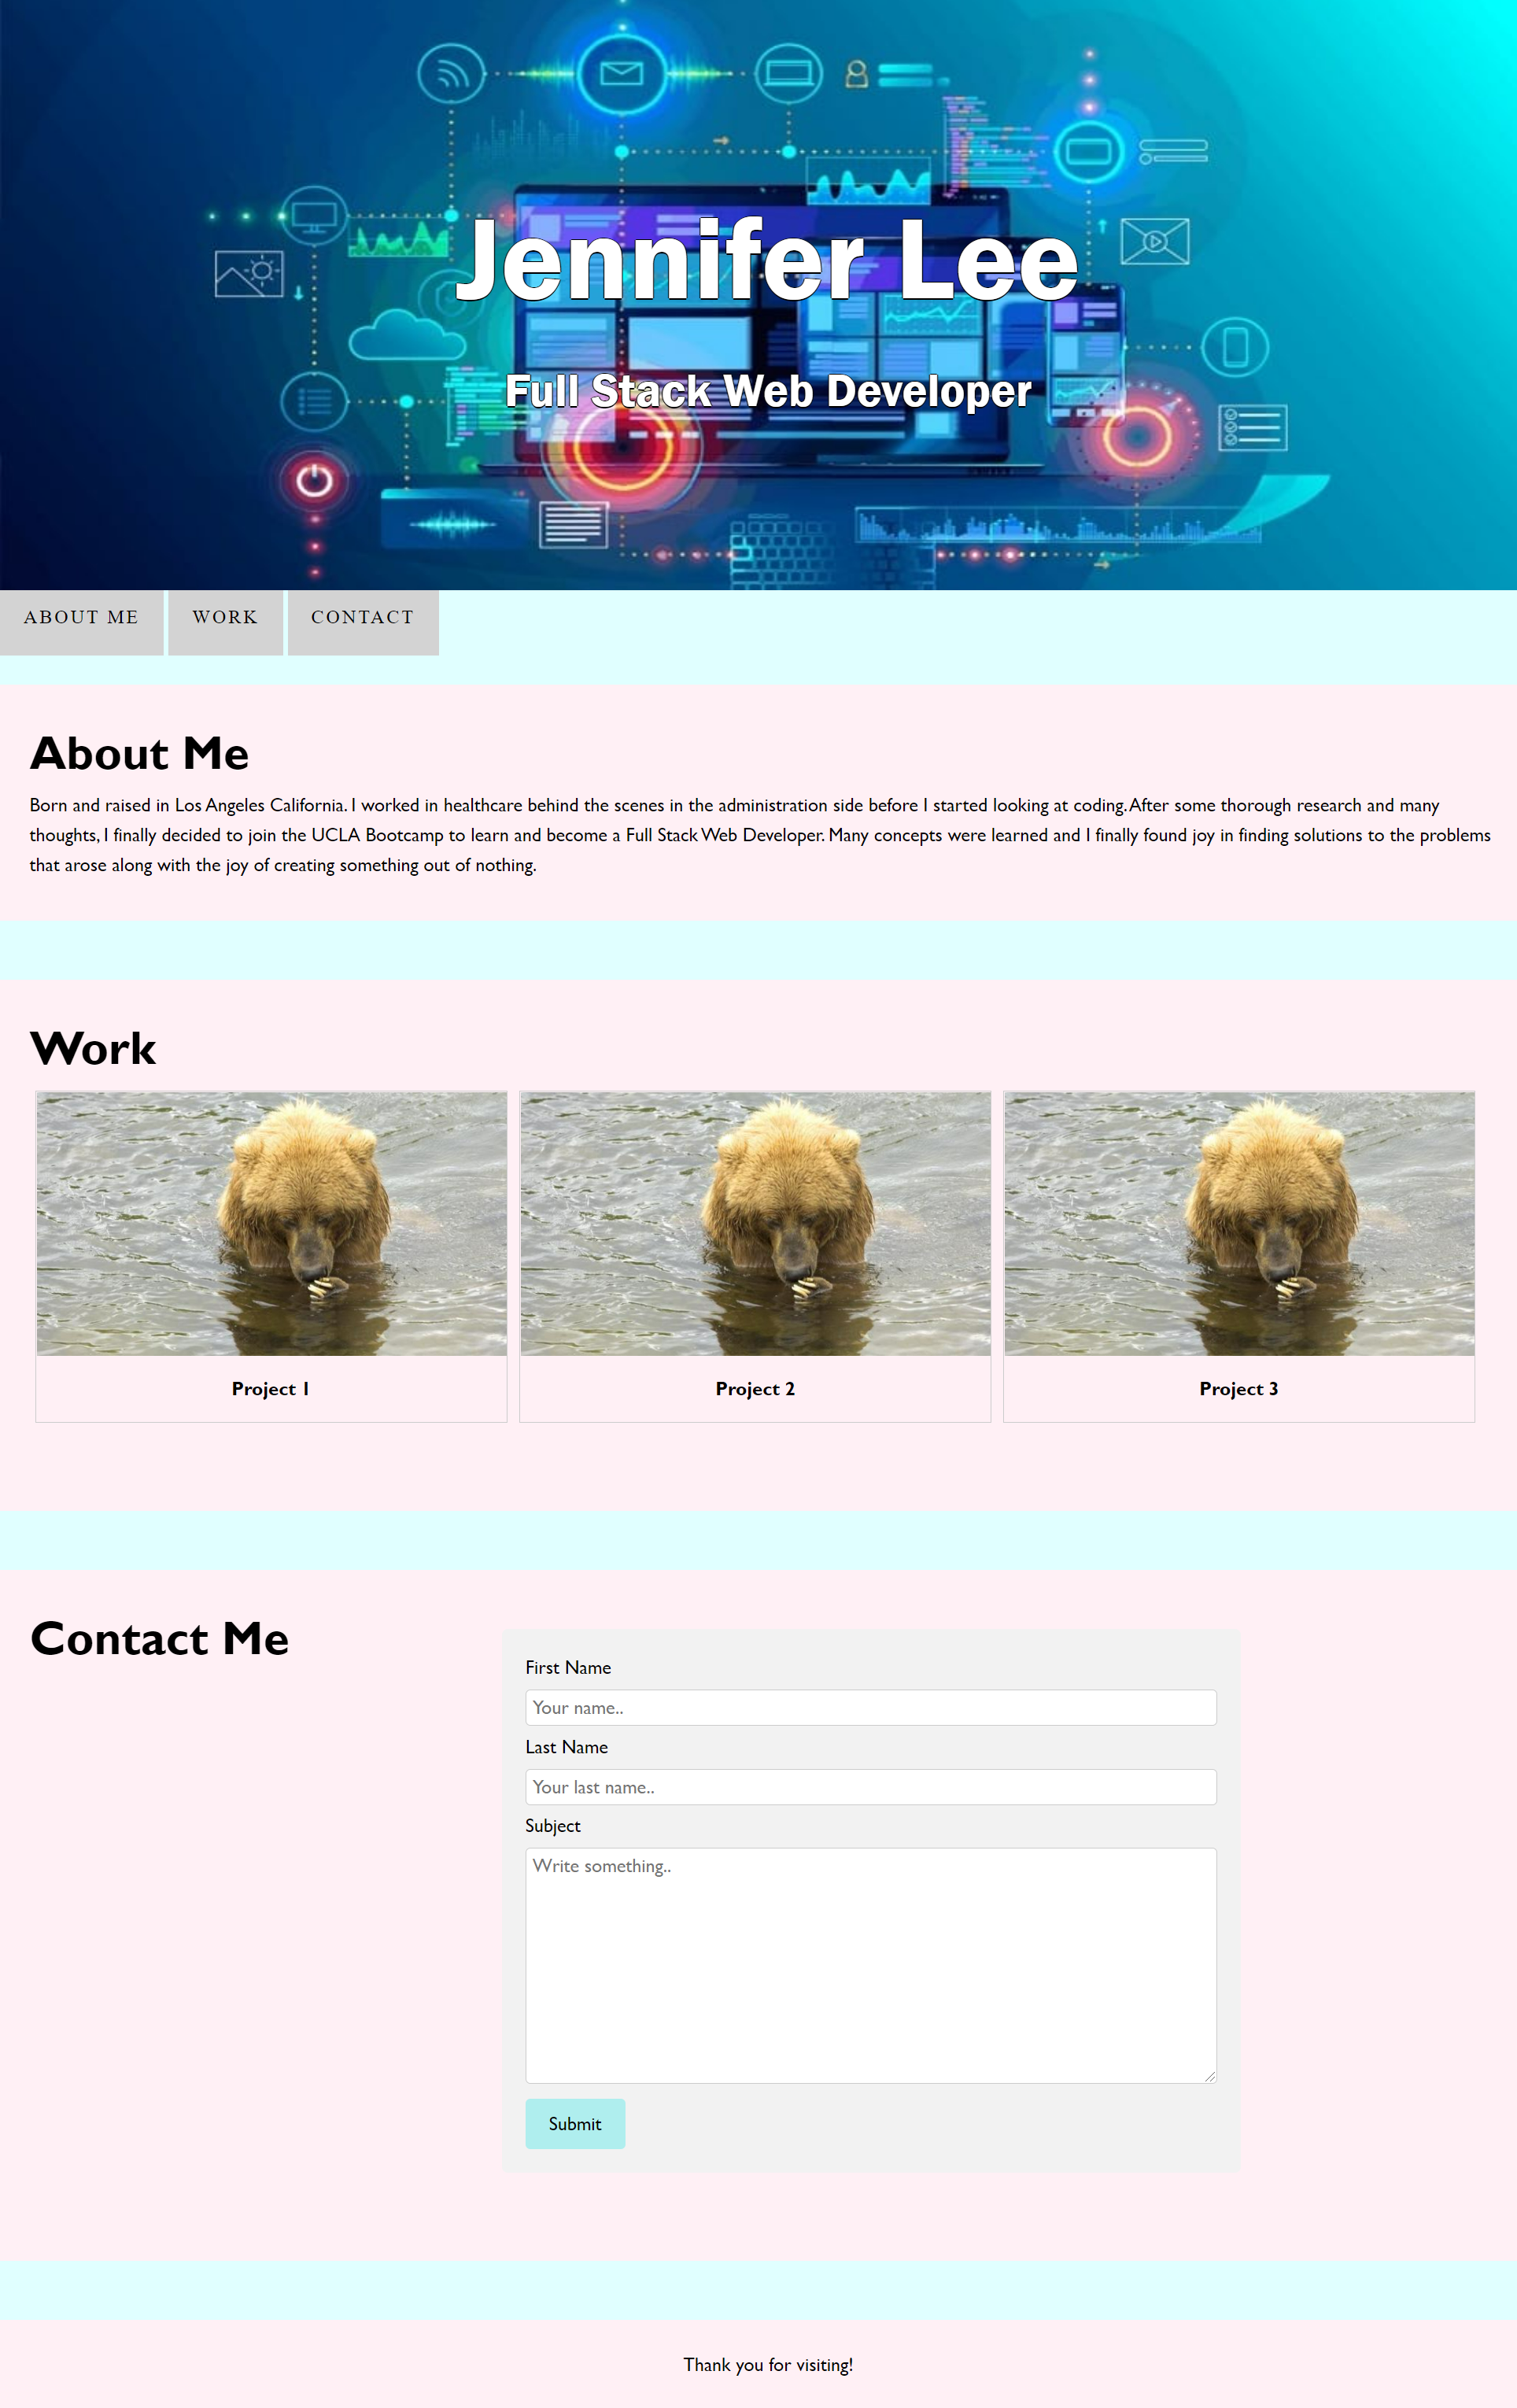 Jennifer Lee
Full Stack Web Developer
ABOUT ME
WORK
CONTACT
About Me
Born and raised in Los Angeles California. I worked in healthcare behind the scenes in the administration side before I started looking at coding. After some thorough research and many
thoughts, I finally decided to join the UCLA Bootcamp to learn and become a Full Stack Web Developer. Many concepts were learned and I finally found joy in finding solutions to the problems
that arose along with the joy of creating something out of nothing.
Work
Project 1
Project 2
Project 3
Contact Me
First Name
Your name..
Last Name
Your last name..
Subject
Write something..
Submit
Thank you for visiting!